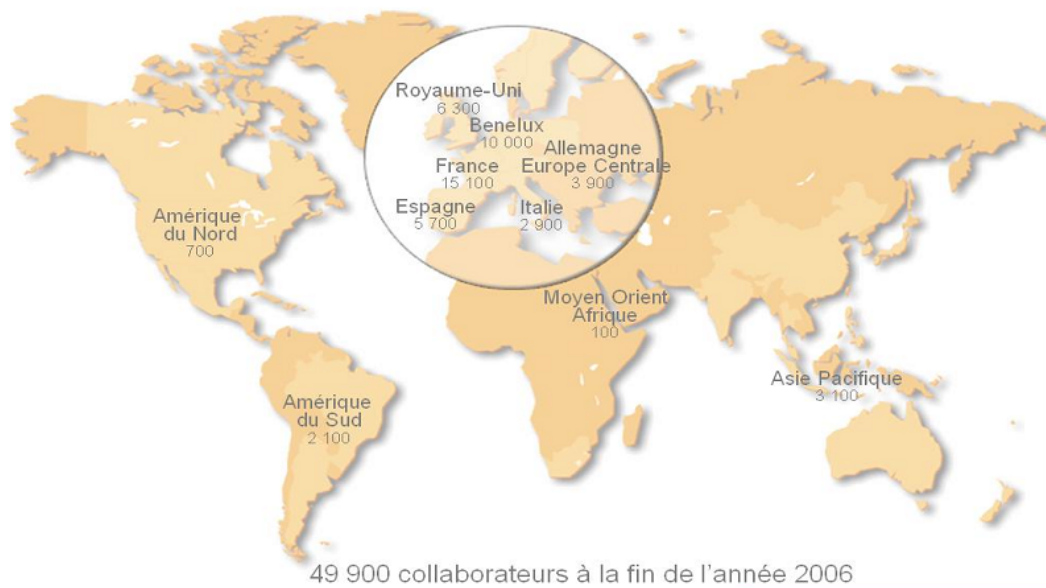 Royaume-Uni
6 300
Benelux
10 000
Allemagne
Europe Centrale
3 900
France
15 100
Espagne
5 700
Italie
2 900
Amérique
du Nord
700
Moyen Orient
Afrique
100
Asie Pacifique
3 100
Amérique
du Sud
2 100
49 900 collaborateurs à la fin de l'année 2006